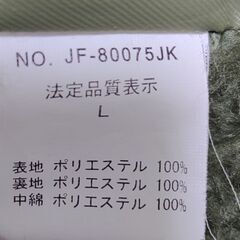 NO. JF-80075JK
法定品質表示
L
表地 ポリエステル 100%
裏地 ポリエステル 100%
中綿 ポリエステル 100%